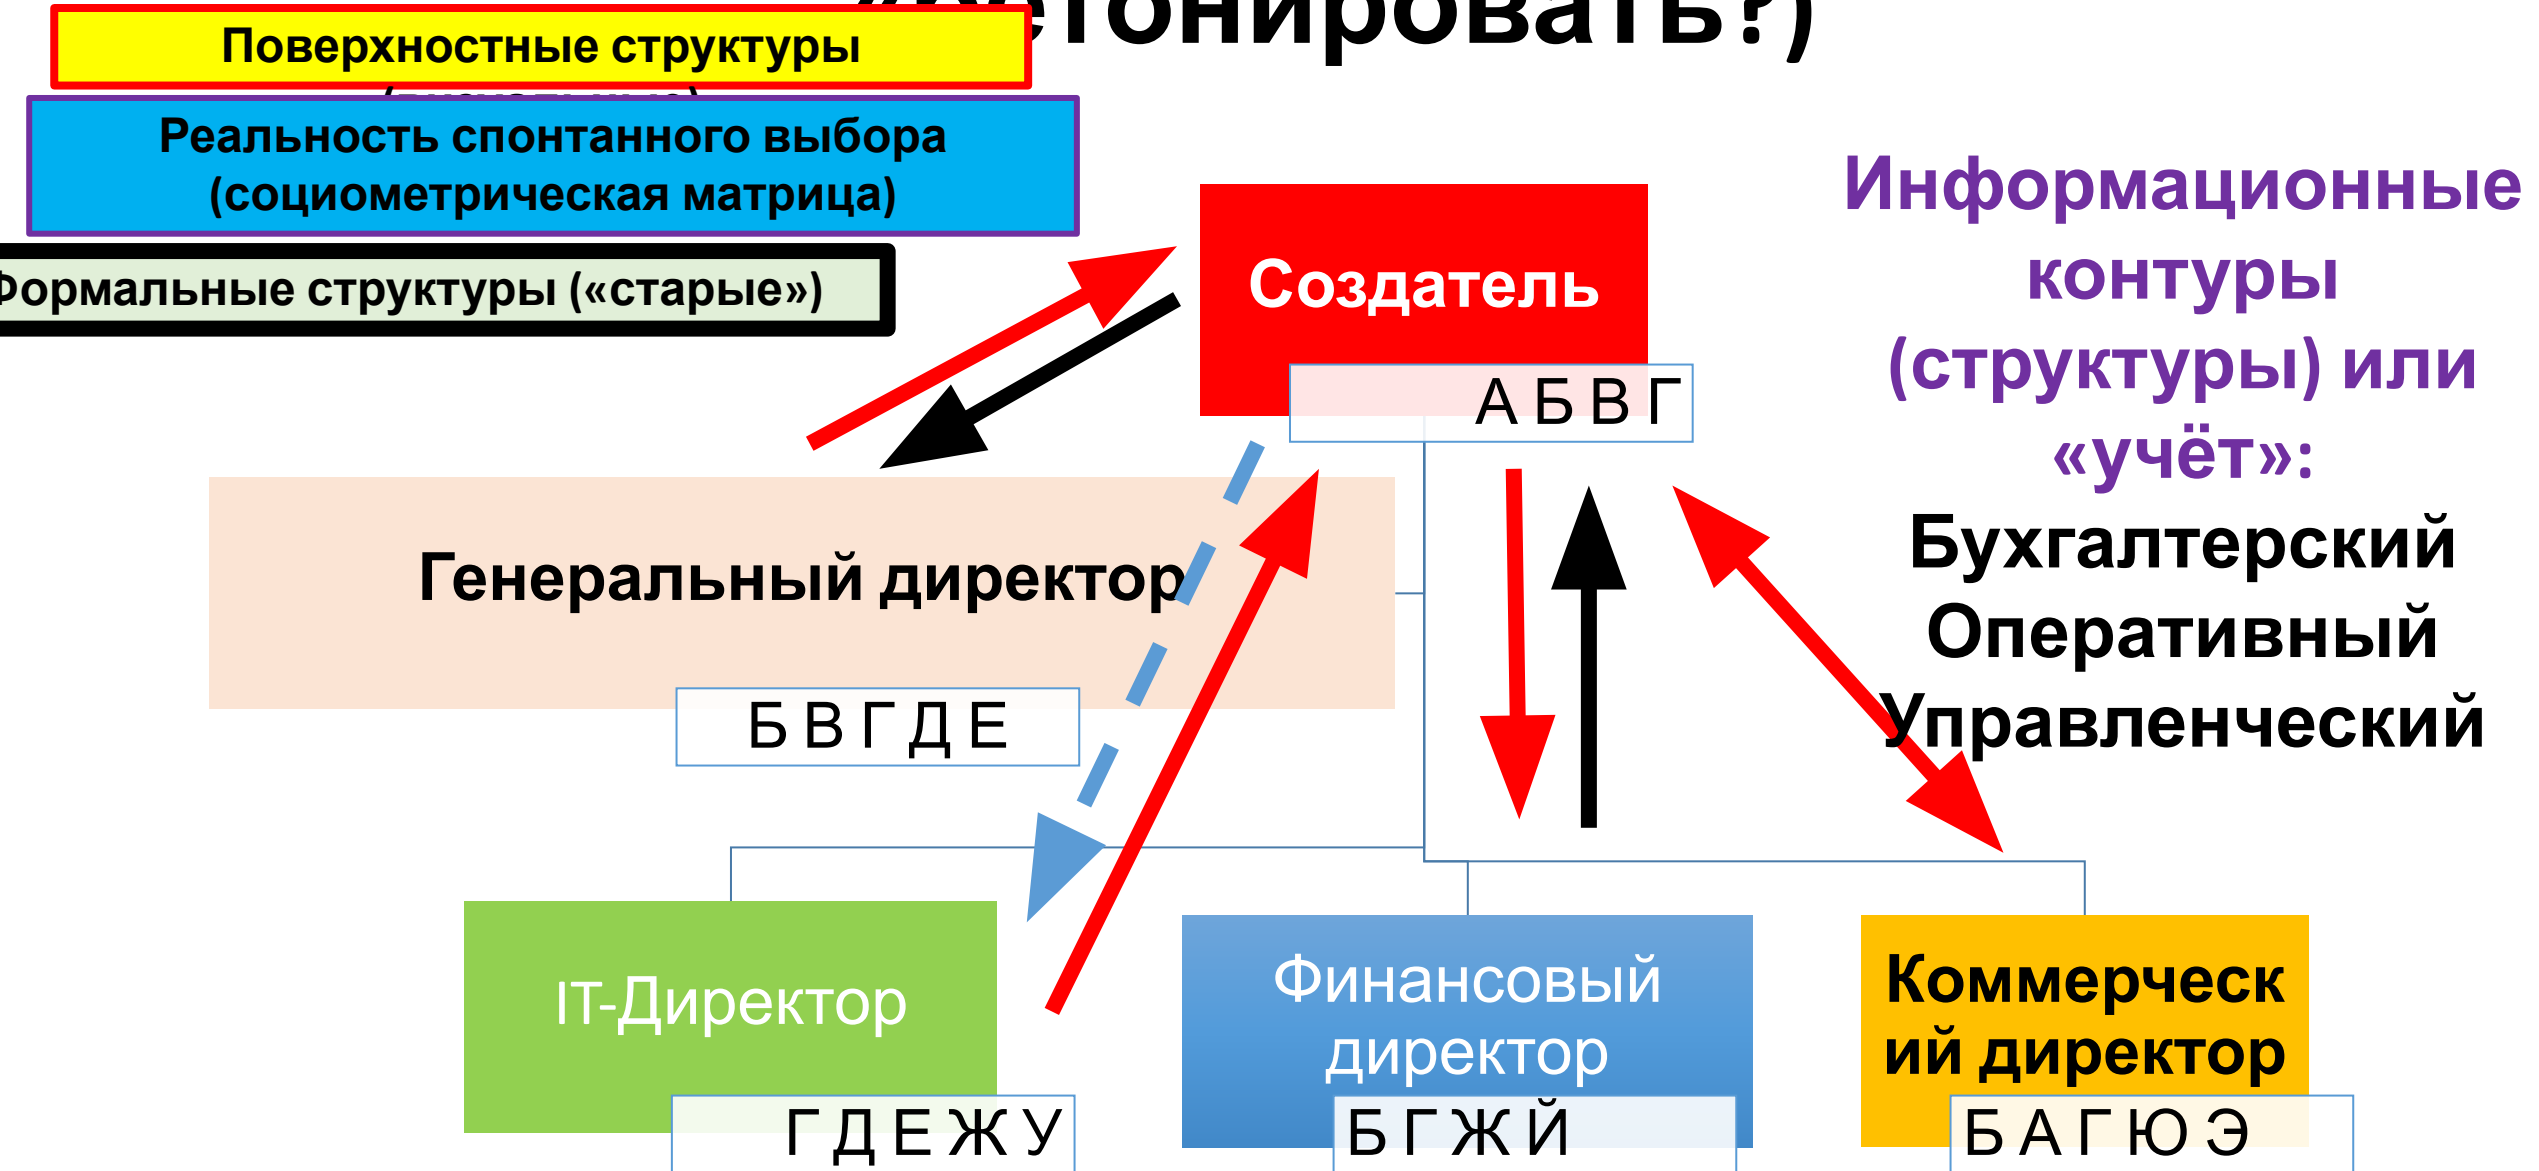 Поверхностные структуры
Реальность спонтанного выбора
(социометрическая матрица)
Формальные структуры («старые»)
Создатель
А Б В Г
Информационные
контуры
(структуры) или
«учёт»:
Бухгалтерский
Оперативный
Управленческий
Генеральный директор
Б В Г Д Е
IT-Директор
Г Д Е Ж У
Финансовый
директор
Б Г Ж Й
Коммерческ
ий директор
Б А Г Ю Э